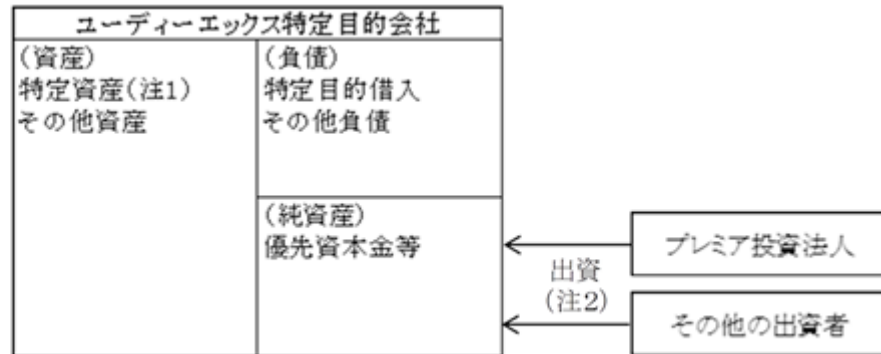 ユーディーエックス特定目的会社
(資産)
特定資産(注1)
その他資産
(負債)
特定目的借入
その他負債
(純資産)
優先資本金等
出資
(注2)
プレミア投資法人
その他の出資者